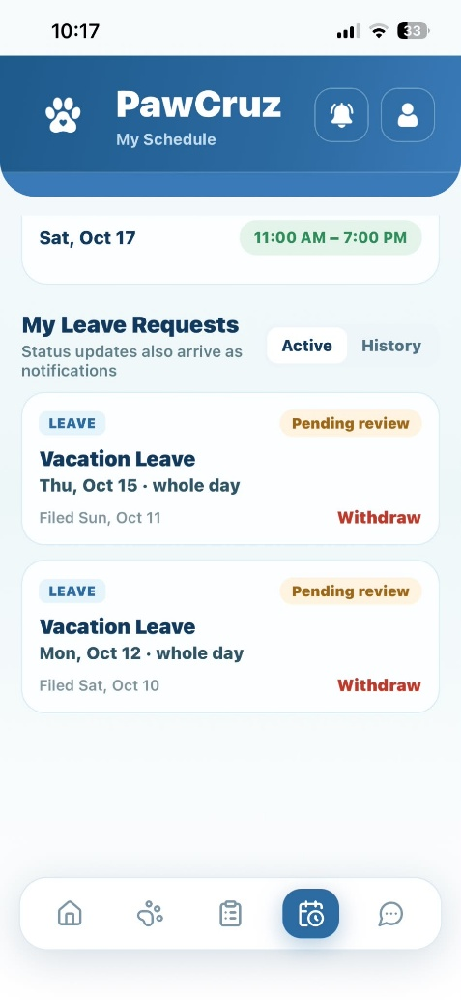 10:17
33
PawCruz
My Schedule
Sat, Oct 17
11:00 AM – 7:00 PM
My Leave Requests
Status updates also arrive as
notifications
Active
History
LEAVE
Pending review
Vacation Leave
Thu, Oct 15 · whole day
Filed Sun, Oct 11
Withdraw
LEAVE
Pending review
Vacation Leave
Mon, Oct 12 · whole day
Filed Sat, Oct 10
Withdraw